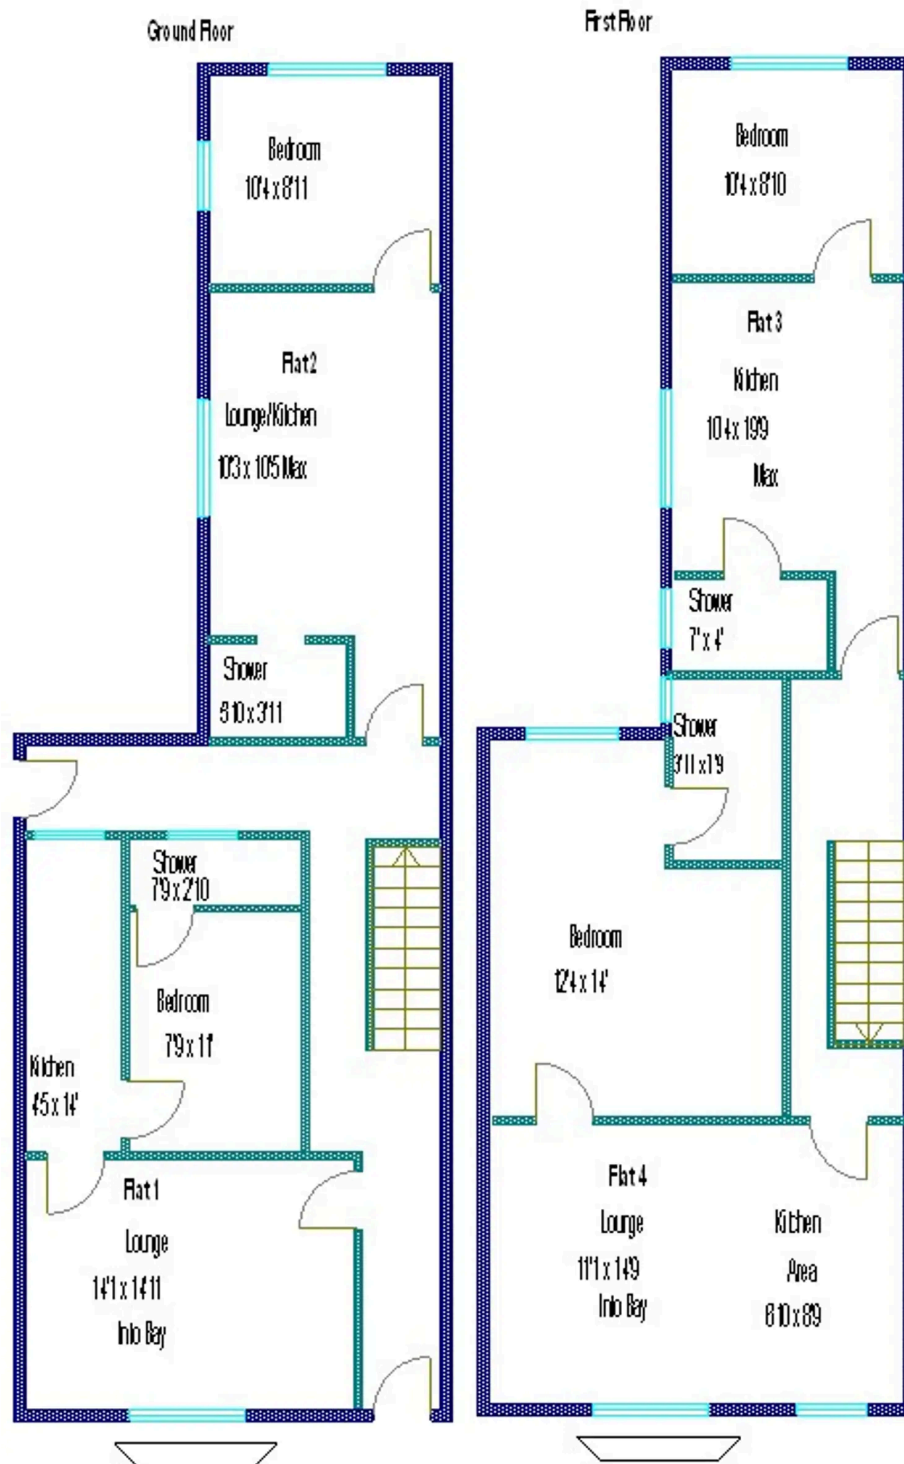 Ground Floor
Bedroom
10'4 x 8'11
Flat 2
Lounge/Kitchen
10'3 x 10'5 Max
Shower
6'10 x 3'11
Shower
7'9 x 2'10
Bedroom
7'9 x 11'
Kitchen
4'5 x 14'
Flat 1
Lounge
14'1 x 14'11
Into Bay
First Floor
Bedroom
10'4 x 8'10
Flat 3
Kitchen
10'4 x 19'9
Max
Shower
7' x 4'
Shower
3'11 x 7'9
Bedroom
12'4 x 14'
Flat 4
Lounge
11'1 x 14'9
Into Bay
Kitchen
Area
6'10 x 8'9